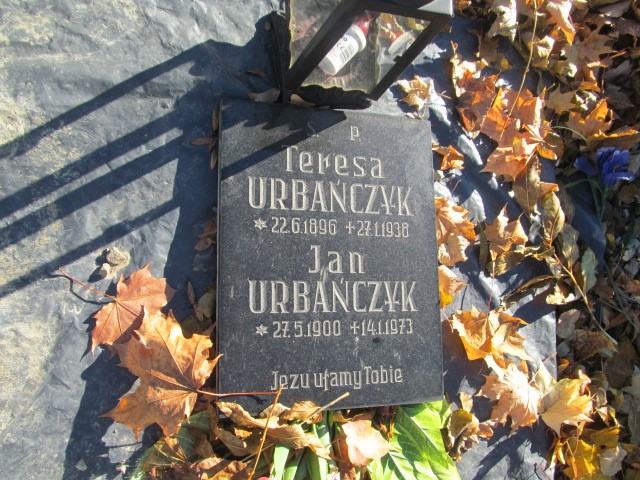 Ś. P.
Teresa
URBAŃCZYK
* 22.6.1896 +27.1.1938
Jan
URBAŃCZYK
* 27.5.1900 +14.1.1973
Jezu ufamy Tobie